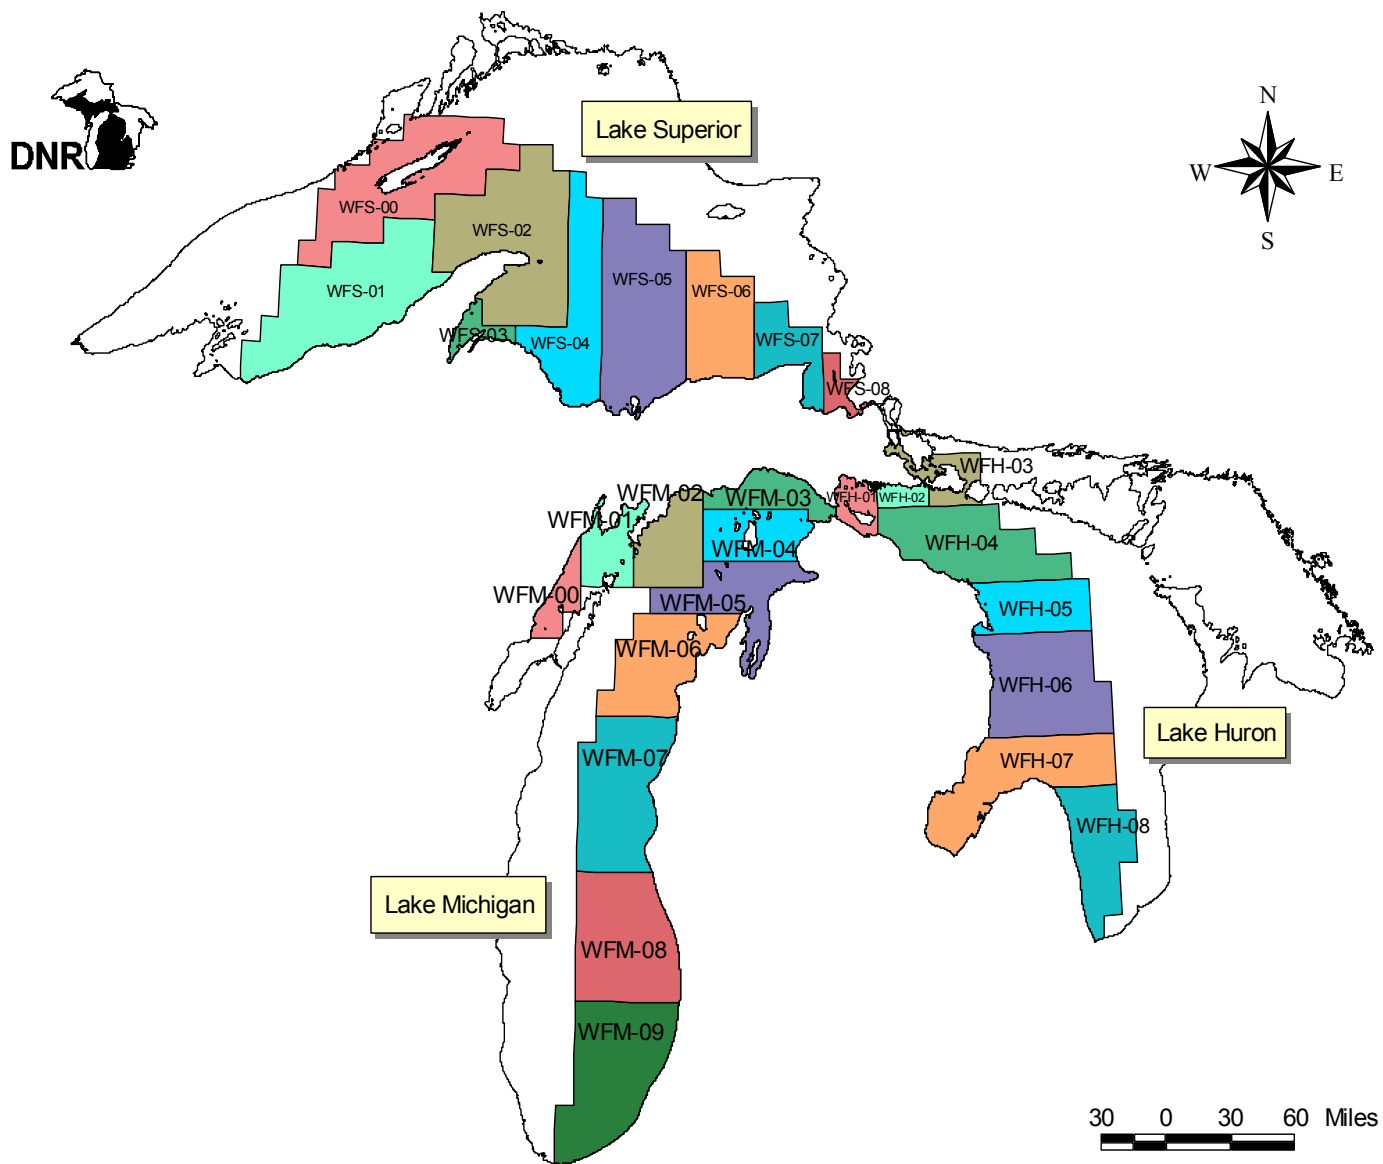 N
Lake Superior
DNR
W E
S
WFS-00
WFS-02
WFS-01
WFS-05
WFS-06
WFS-03
WFS-04
WFS-07
WFS-08
WFH-03
WFM-02
WFM-03
WFH-01
WFH-02
WFM-01
WFM-04
WFH-04
WFM-00
WFM-05
WFH-05
WFM-06
WFH-06
Lake Huron
WFM-07
WFH-07
WFH-08
Lake Michigan
WFM-08
WFM-09
30 0 30 60 Miles